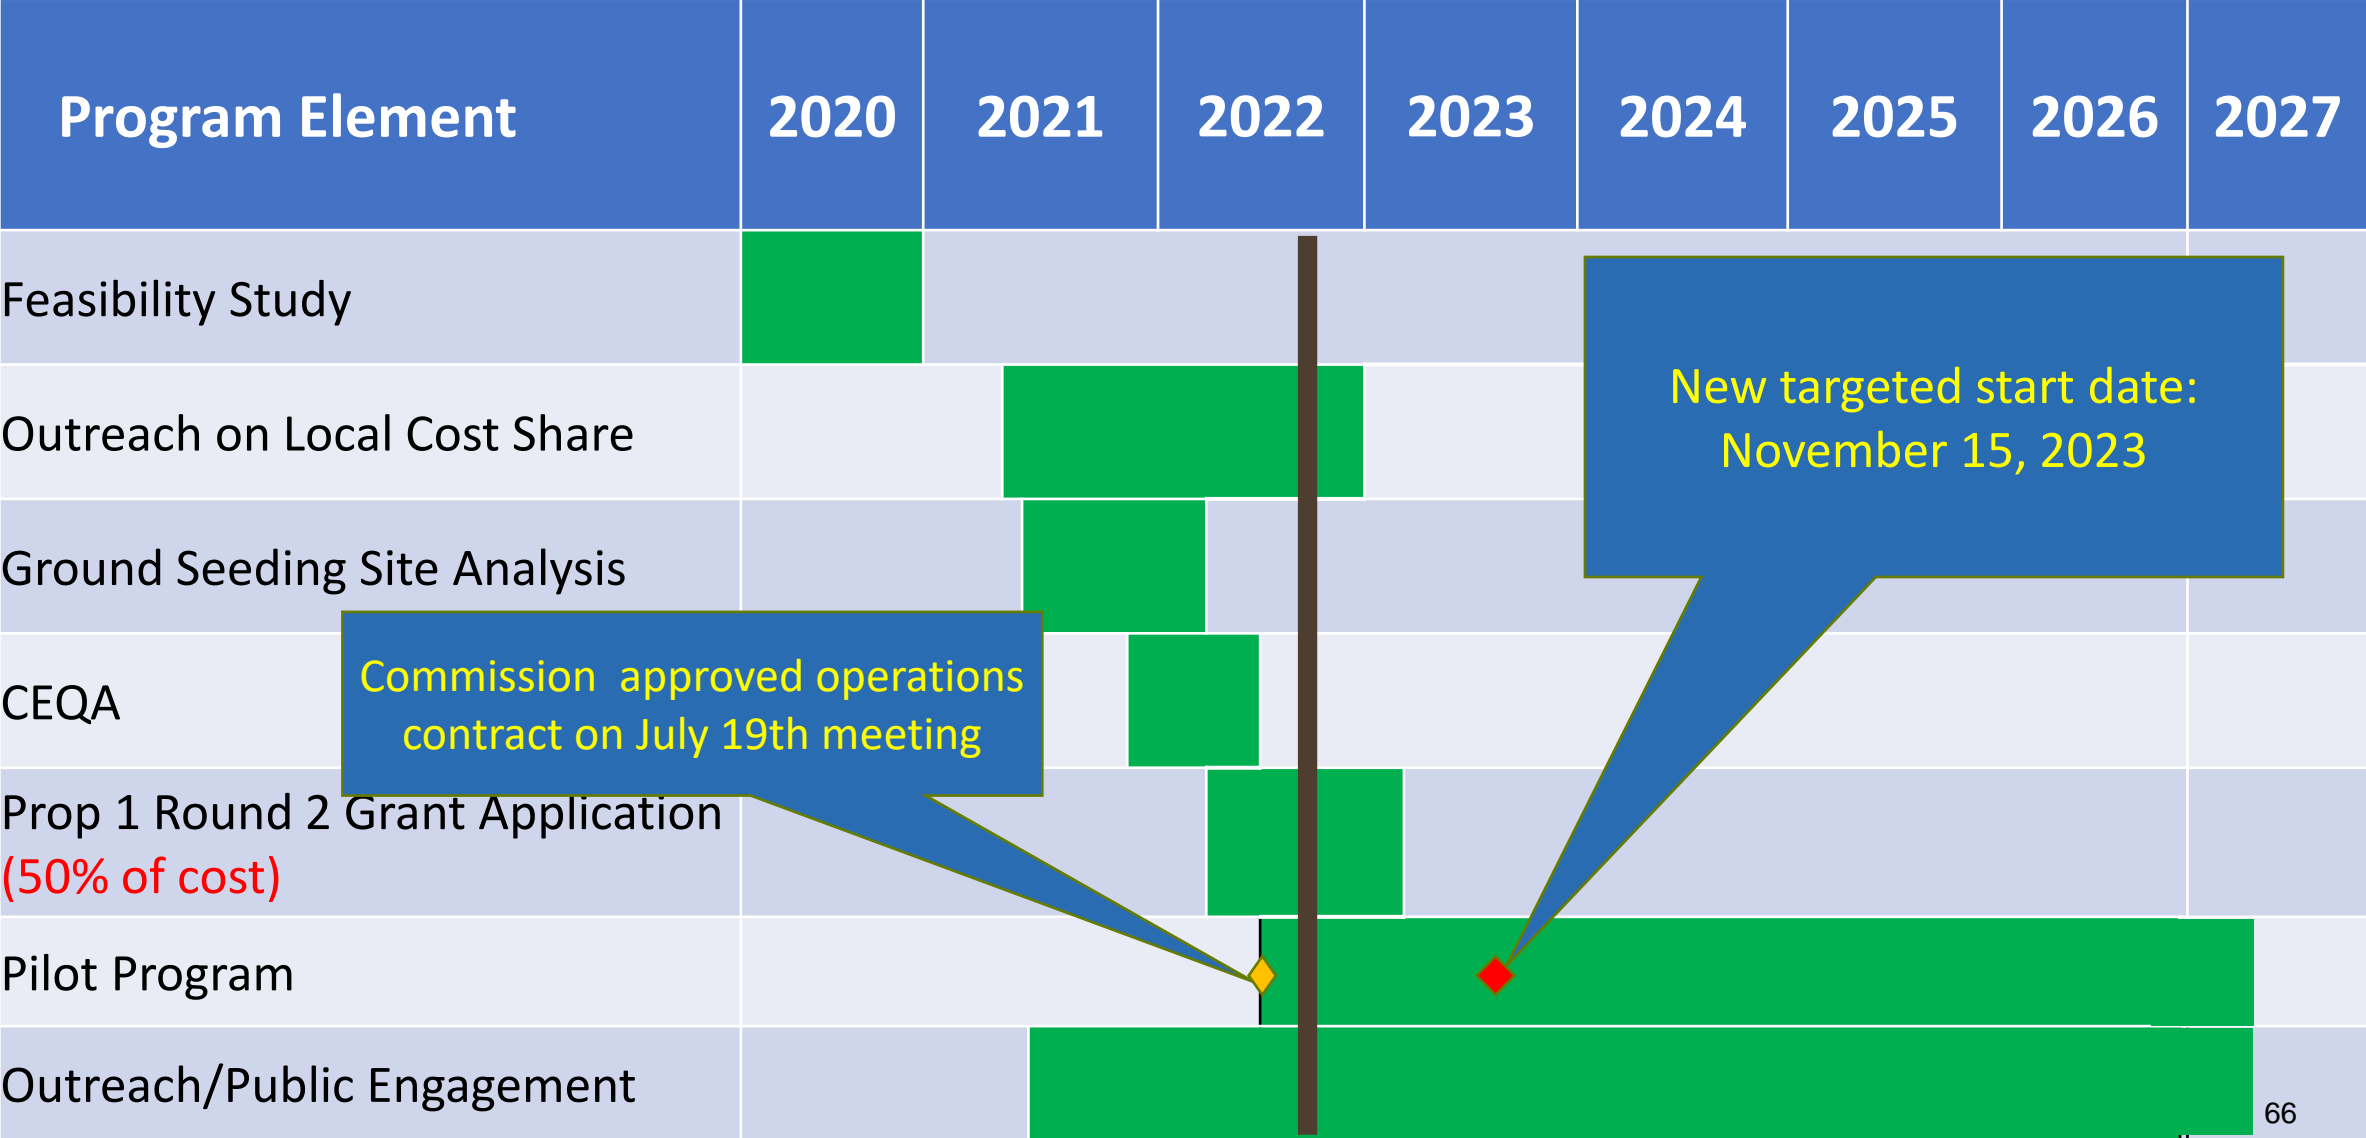 Program Element 2020 2021 2022 2023 2024 2025 2026 2027
Feasibility Study
New targeted start date:
November 15, 2023
Outreach on Local Cost Share
Ground Seeding Site Analysis
Commission approved operations
contract on July 19th meeting
CEQA
Prop 1 Round 2 Grant Application
(50% of cost)
Pilot Program
Outreach/Public Engagement
66